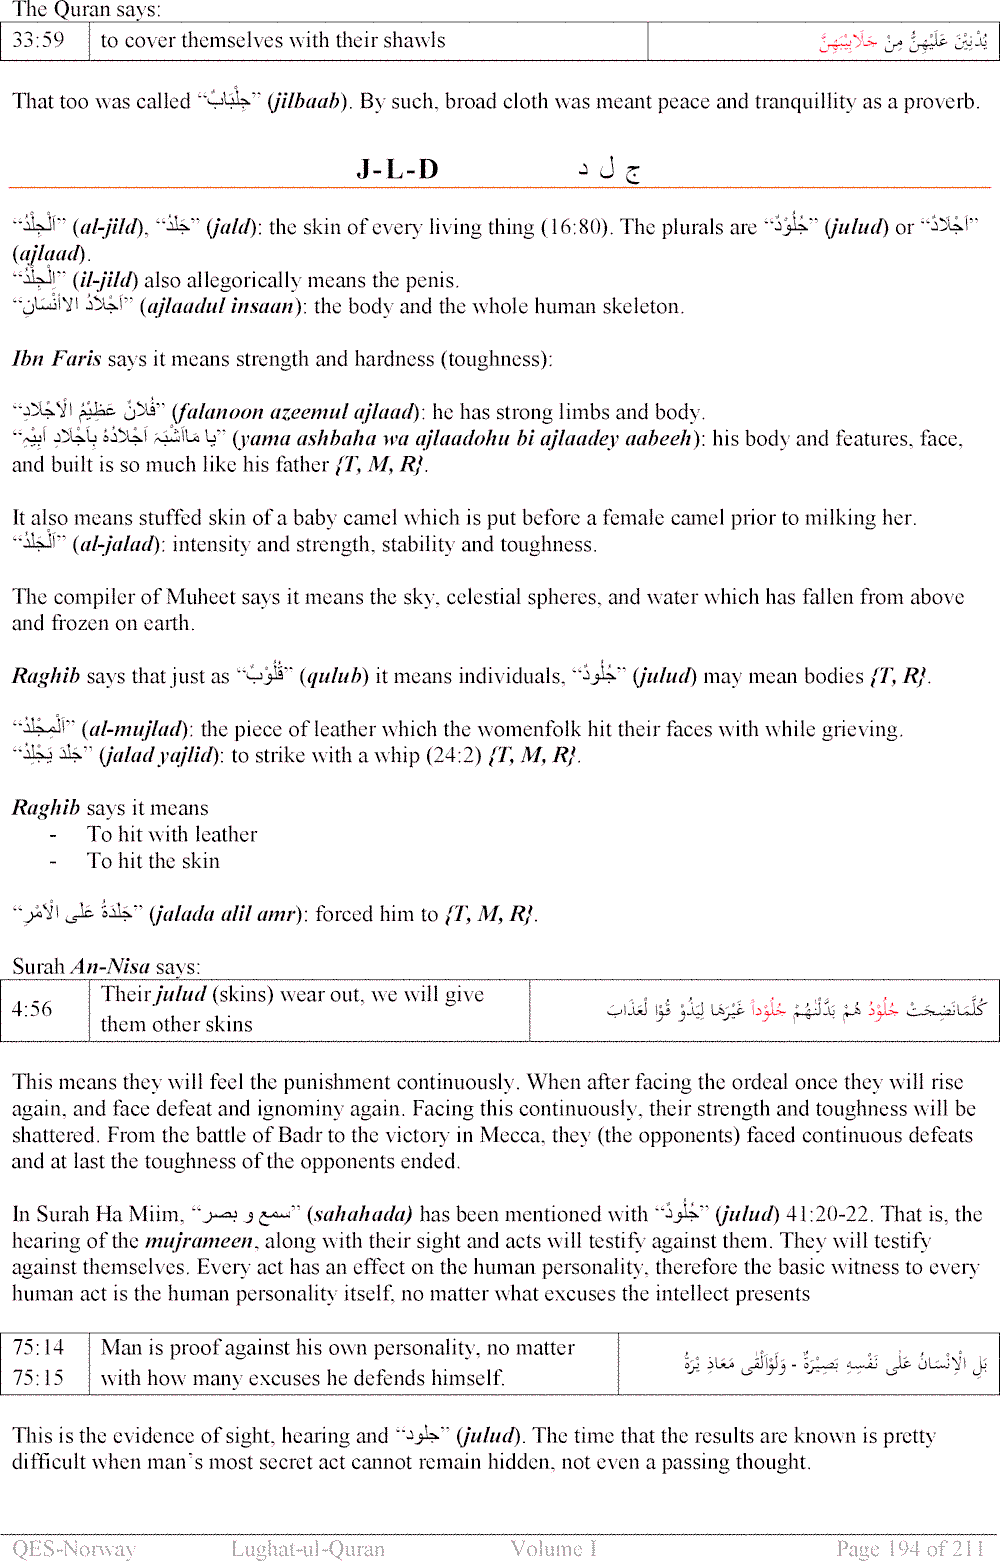 The Quran says:
33:59 to cover themselves with their shawls يُدْنِيْنَ عَلَيْهِنَّ مِنْ جَلَابِيْبِهِنَّ
That too was called “جِلْبَابٌ” (jilbaab). By such, broad cloth was meant peace and tranquillity as a proverb.
J-L-D ج ل د
“اَلْجِلْدُ” (al-jild), “جَلْدُ” (jald): the skin of every living thing (16:80). The plurals are “جُلُوْدٌ” (julud) or “اَجْلَادٌ”
(ajlaad).
“اِلْجِلْدُ” (il-jild) also allegorically means the penis.
“اَجْلَادُ الاأنْسَانِ” (ajlaadul insaan): the body and the whole human skeleton.
Ibn Faris says it means strength and hardness (toughness):
“فُلَانٌ عَظِيْمُ الْاَجْلَادِ” (falanoon azeemul ajlaad): he has strong limbs and body.
“يا مَااَشْبَہَ اَجْلَادُهُ بِاَجْلَادِ اَبِيْہِ” (yama ashbaha wa ajlaadohu bi ajlaadey aabeeh): his body and features, face,
and built is so much like his father {T, M, R}.
It also means stuffed skin of a baby camel which is put before a female camel prior to milking her.
“اَلْجَلَدُ” (al-jalad): intensity and strength, stability and toughness.
The compiler of Muheet says it means the sky, celestial spheres, and water which has fallen from above
and frozen on earth.
Raghib says that just as “قُلُوْبٌ” (qulub) it means individuals, “جُلُودٌ” (julud) may mean bodies {T, R}.
“اَلْمِجْلَدُ” (al-mujlad): the piece of leather which the womenfolk hit their faces with while grieving.
“جَلَدَ يَجْلِدُ” (jalad yajlid): to strike with a whip (24:2) {T, M, R}.
Raghib says it means
- To hit with leather
- To hit the skin
“جَلَدَهُ عَلَى الْاَمْرِ” (jalada alil amr): forced him to {T, M, R}.
Surah An-Nisa says:
4:56 Their julud (skins) wear out, we will give كُلَّمَانَضِجَتْ جُلُوْدُ هُمْ بَدَّلْنٰهُمْ جُلُوْداً غَيْرَهَا لِيَذُوْ قُوْا لْعَذَابَ
them other skins
This means they will feel the punishment continuously. When after facing the ordeal once they will rise
again, and face defeat and ignominy again. Facing this continuously, their strength and toughness will be
shattered. From the battle of Badr to the victory in Mecca, they (the opponents) faced continuous defeats
and at last the toughness of the opponents ended.
In Surah Ha Miim, “سمع و بصر” (sahahada) has been mentioned with “جُلُودٌ” (julud) 41:20-22. That is, the
hearing of the mujrameen, along with their sight and acts will testify against them. They will testify
against themselves. Every act has an effect on the human personality, therefore the basic witness to every
human act is the human personality itself, no matter what excuses the intellect presents
75:14 Man is proof against his own personality, no matter بَلِ الْاِنْسَانُ عَلٰى نَفْسِهٖ بَصِيْرَةٌ - وَلَوْاَلْقٰى مَعَاذِ يْرَهُ
75:15 with how many excuses he defends himself.
This is the evidence of sight, hearing and “جلود” (julud). The time that the results are known is pretty
difficult when man’s most secret act cannot remain hidden, not even a passing thought.
QES-Norway Lughat-ul-Quran Volume I Page 194 of 211